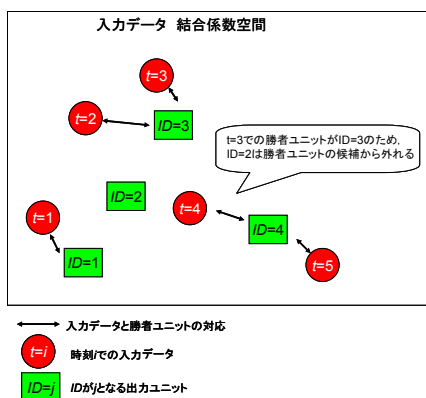 入力データ 結合係数空間
t=3
t=2
ID=3
t=3での勝者ユニットがID=3のため,
ID=2は勝者ユニットの候補から外れる
ID=2
t=4
t=1
ID=4
ID=1
t=5
入力データと勝者ユニットの対応
t=i
時刻iでの入力データ
ID=j
IDがjとなる出力ユニット